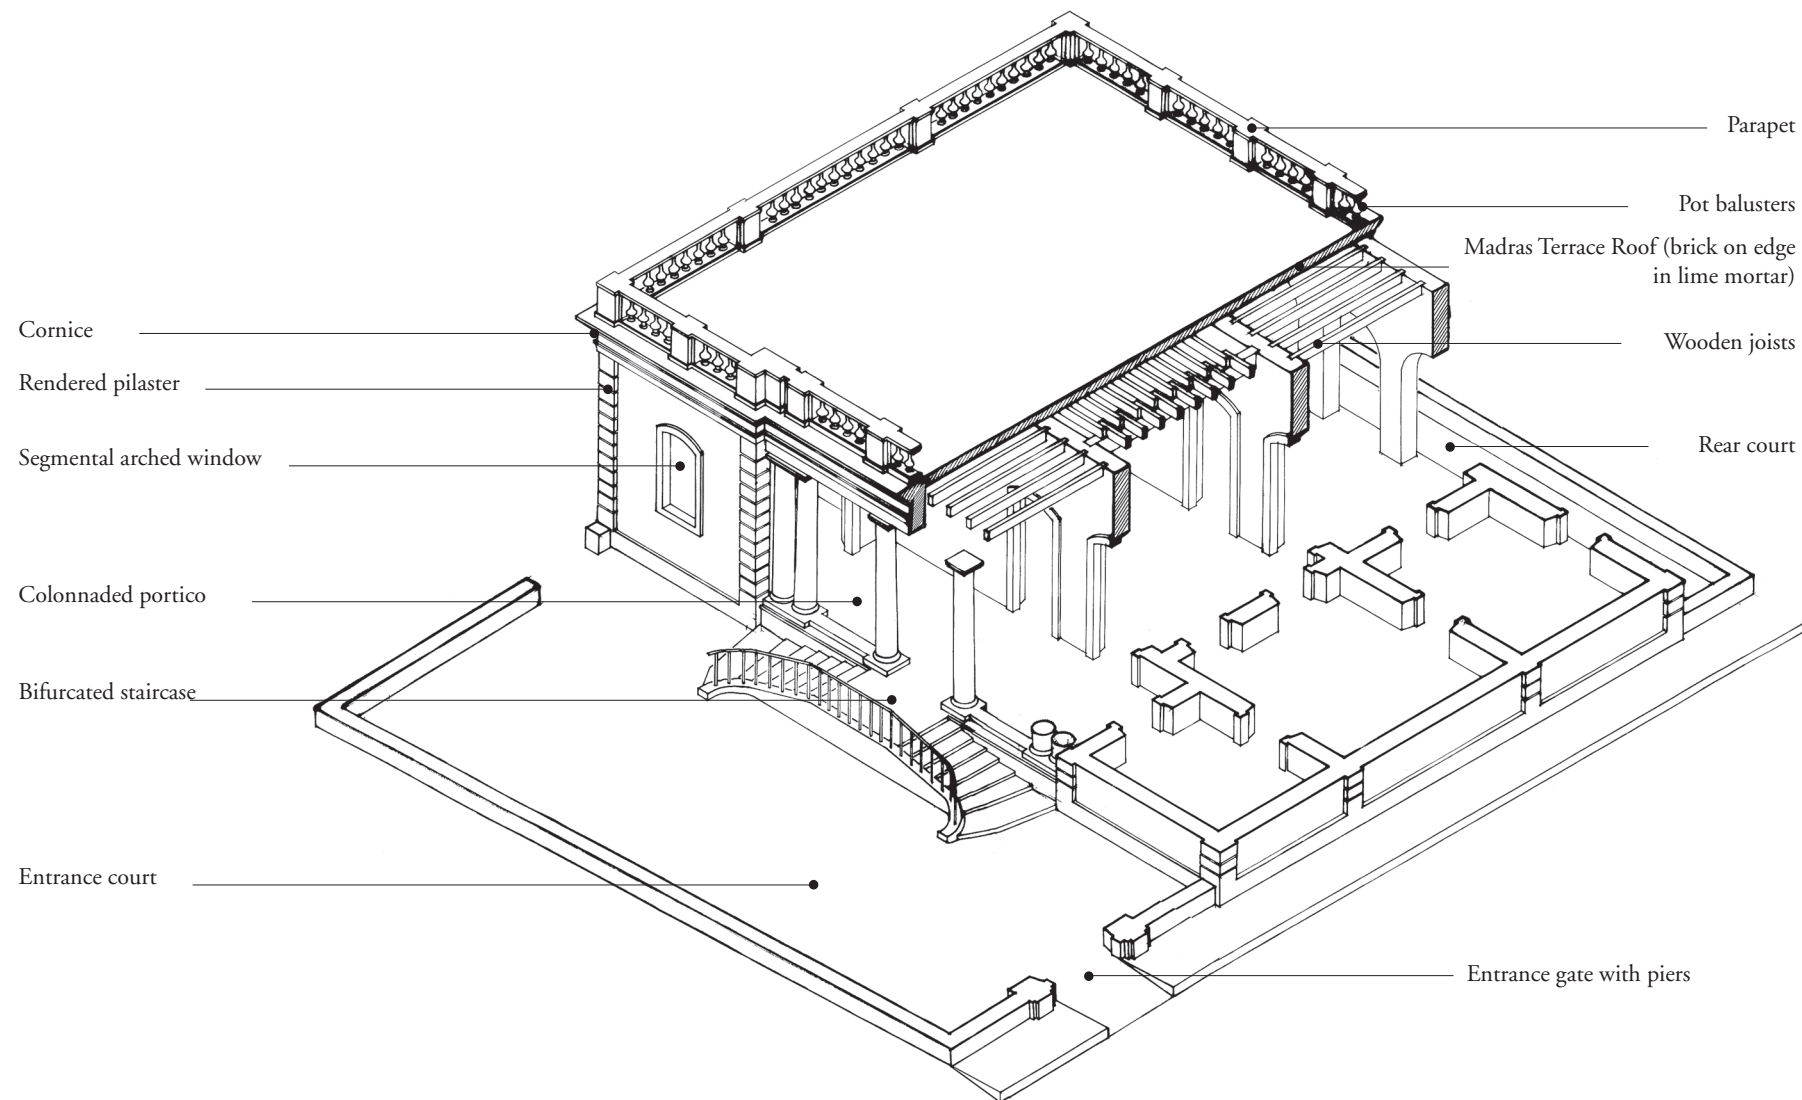 Parapet
Pot balusters
Madras Terrace Roof (brick on edge
in lime mortar)
Cornice
Wooden joists
Rendered pilaster
Rear court
Segmental arched window
Colonnaded portico
Bifurcated staircase
Entrance court
Entrance gate with piers